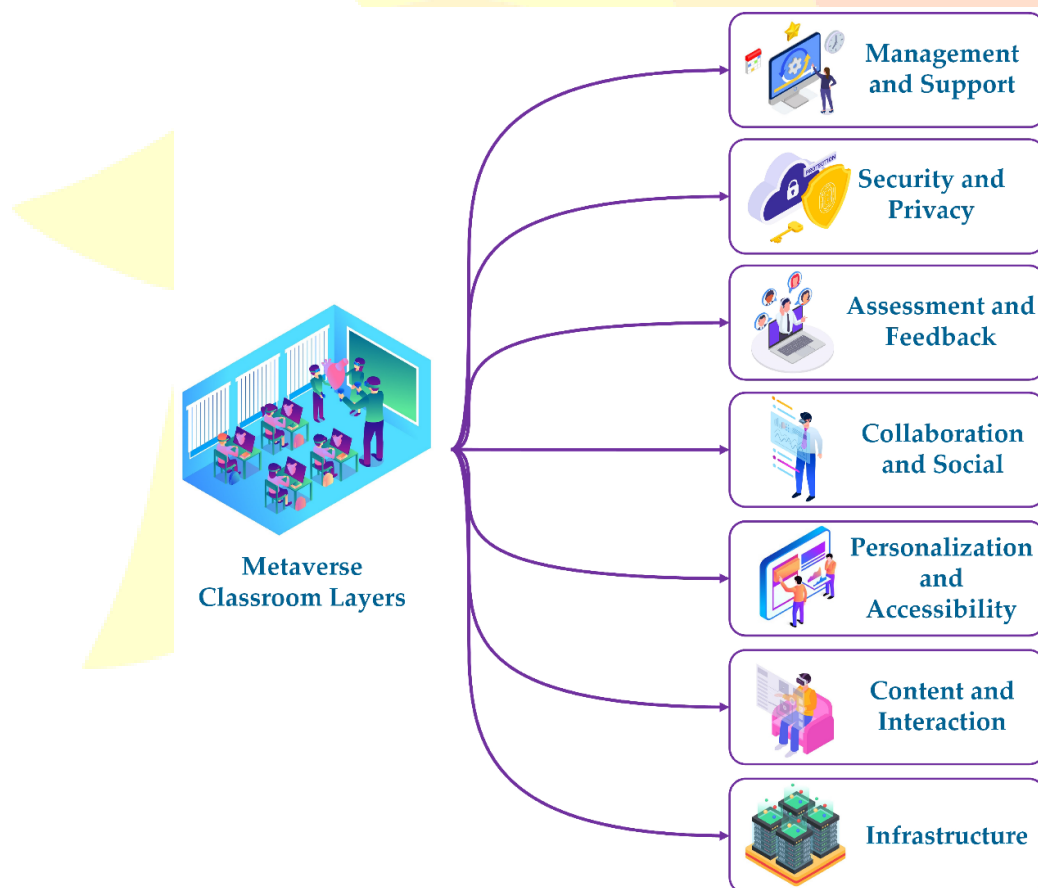 Management
and Support
PROTECTION
Security and
Privacy
Assessment and
Feedback
Collaboration
and Social
Metaverse
Classroom Layers
Personalization
and
Accessibility
Content and
Interaction
Infrastructure